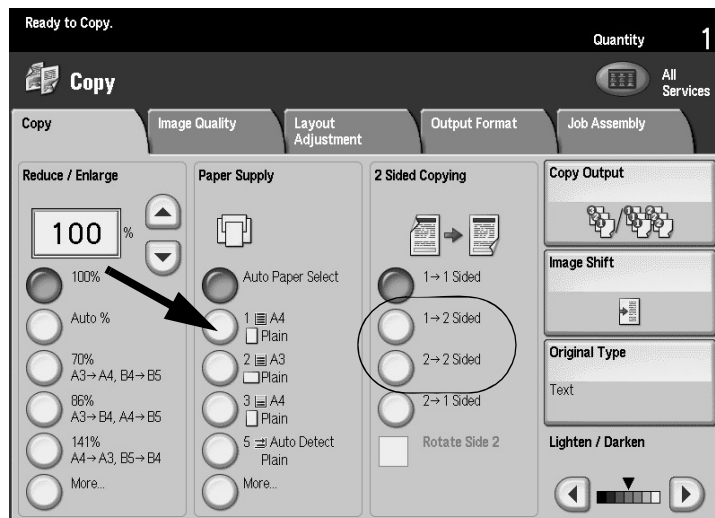 Ready to Copy.
Quantity 1
Copy
All
Services
Copy
Image Quality
Layout
Adjustment
Output Format
Job Assembly
Reduce / Enlarge
100 %
100%
Auto %
70%
A3→A4, B4→B5
86%
A3→B4, A4→B5
141%
A4→A3, B5→B4
More...
Paper Supply
Auto Paper Select
1 A4
Plain
2 A3
Plain
3 A4
Plain
5 Auto Detect
Plain
More...
2 Sided Copying
1→1 Sided
1→2 Sided
2→2 Sided
2→1 Sided
Rotate Side 2
Copy Output
Image Shift
Original Type
Text
Lighten / Darken